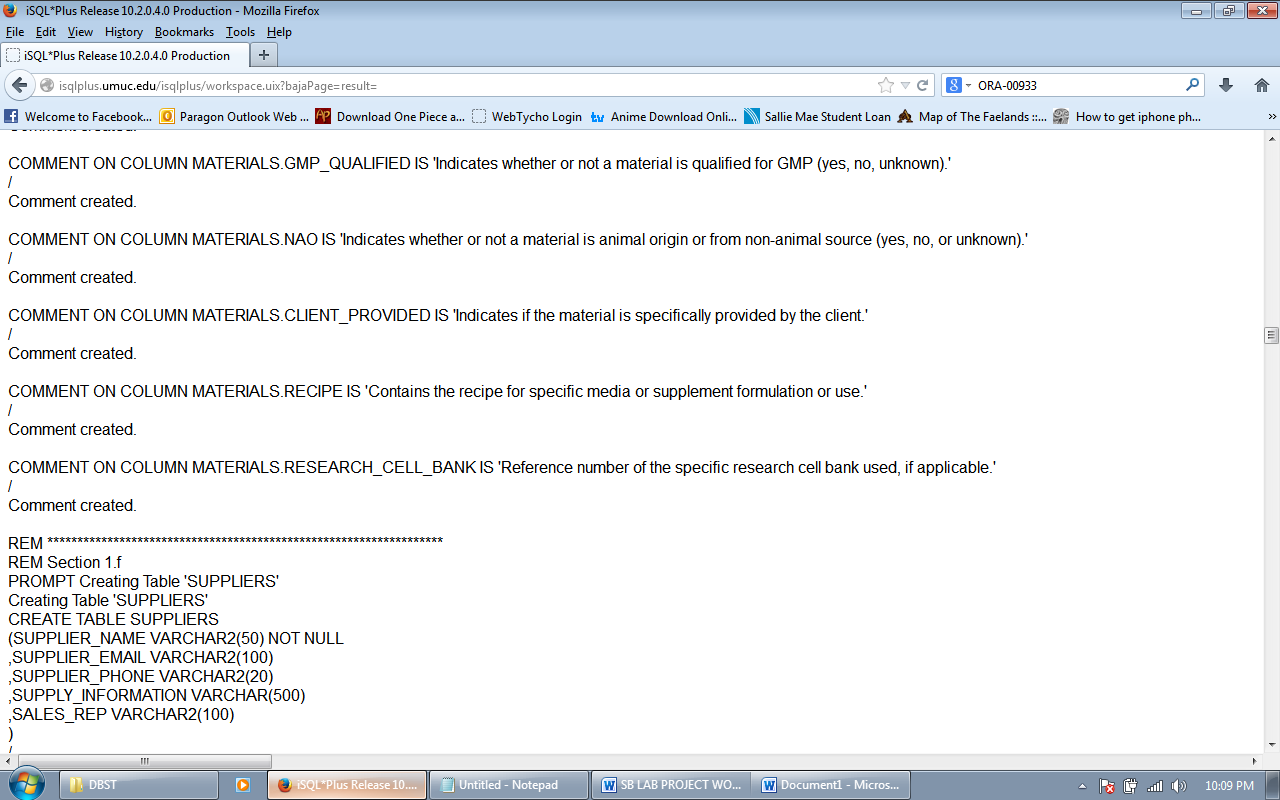 iSQL*Plus Release 10.2.0.4.0 Production - Mozilla Firefox
File Edit View History Bookmarks Tools Help
iSQL*Plus Release 10.2.0.4.0 Production
isqlplus.umuc.edu/isqlplus/workspace.uix?bajaPage=result=
ORA-00933
Welcome to Facebook... Paragon Outlook Web ... Download One Piece a... WebTycho Login Anime Download Onli... Sallie Mae Student Loan Map of The Faelands ::... How to get iphone ph... »
Comment created.
COMMENT ON COLUMN MATERIALS.GMP_QUALIFIED IS 'Indicates whether or not a material is qualified for GMP (yes, no, unknown).'
/
Comment created.
COMMENT ON COLUMN MATERIALS.NAO IS 'Indicates whether or not a material is animal origin or from non-animal source (yes, no, or unknown).'
/
Comment created.
COMMENT ON COLUMN MATERIALS.CLIENT_PROVIDED IS 'Indicates if the material is specifically provided by the client.'
/
Comment created.
COMMENT ON COLUMN MATERIALS.RECIPE IS 'Contains the recipe for specific media or supplement formulation or use.'
/
Comment created.
COMMENT ON COLUMN MATERIALS.RESEARCH_CELL_BANK IS 'Reference number of the specific research cell bank used, if applicable.'
/
Comment created.
REM ******************************************************************
REM Section 1.f
PROMPT Creating Table 'SUPPLIERS'
Creating Table 'SUPPLIERS'
CREATE TABLE SUPPLIERS
(SUPPLIER_NAME VARCHAR2(50) NOT NULL
,SUPPLIER_EMAIL VARCHAR2(100)
,SUPPLIER_PHONE VARCHAR2(20)
,SUPPLY_INFORMATION VARCHAR(500)
,SALES_REP VARCHAR2(100)
)
/
DBST iSQL*Plus Release 10.... Untitled - Notepad SB LAB PROJECT WO... Document1 - Micros... 10:09 PM